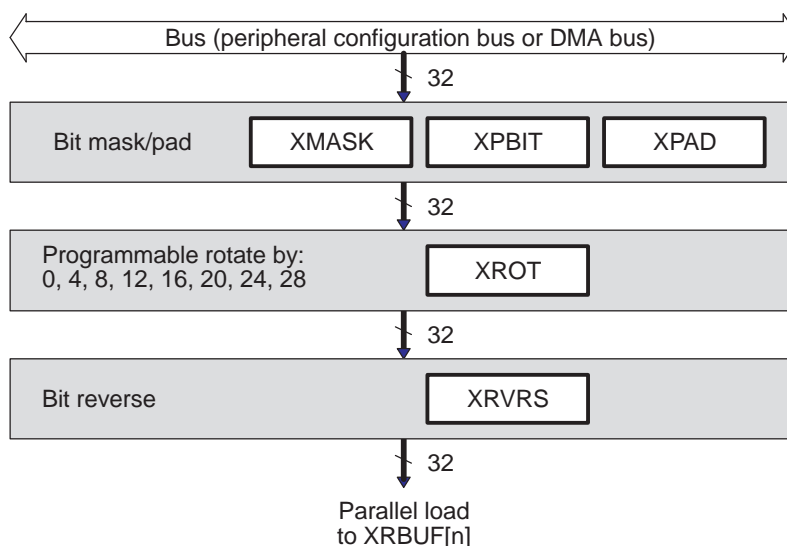 Bus (peripheral configuration bus or DMA bus)
32
Bit mask/pad XMASK XPBIT XPAD
32
Programmable rotate by:
0, 4, 8, 12, 16, 20, 24, 28
XROT
32
Bit reverse XRVRS
32
Parallel load
to XRBUF[n]